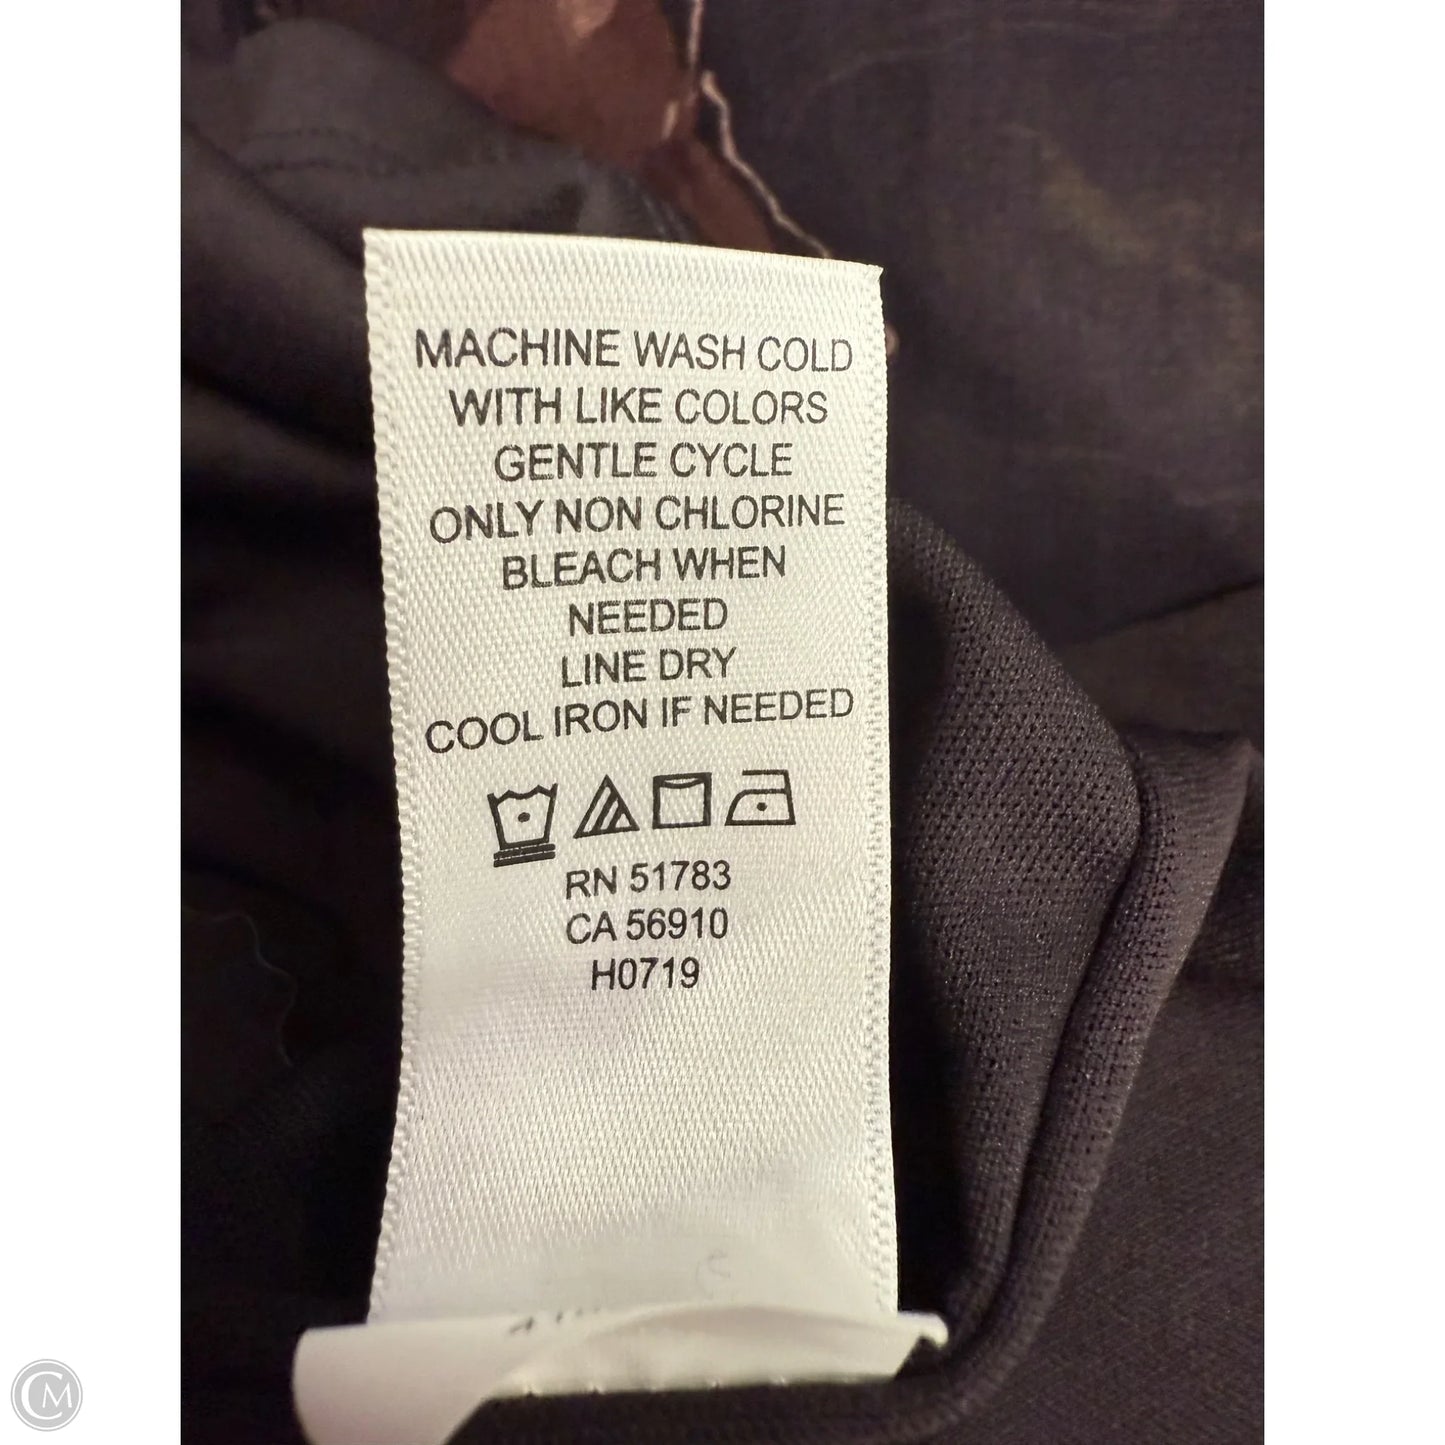 MACHINE WASH COLD
WITH LIKE COLORS
GENTLE CYCLE
ONLY NON CHLORINE
BLEACH WHEN
NEEDED
LINE DRY
COOL IRON IF NEEDED
RN 51783
CA 56910
H0719
CM